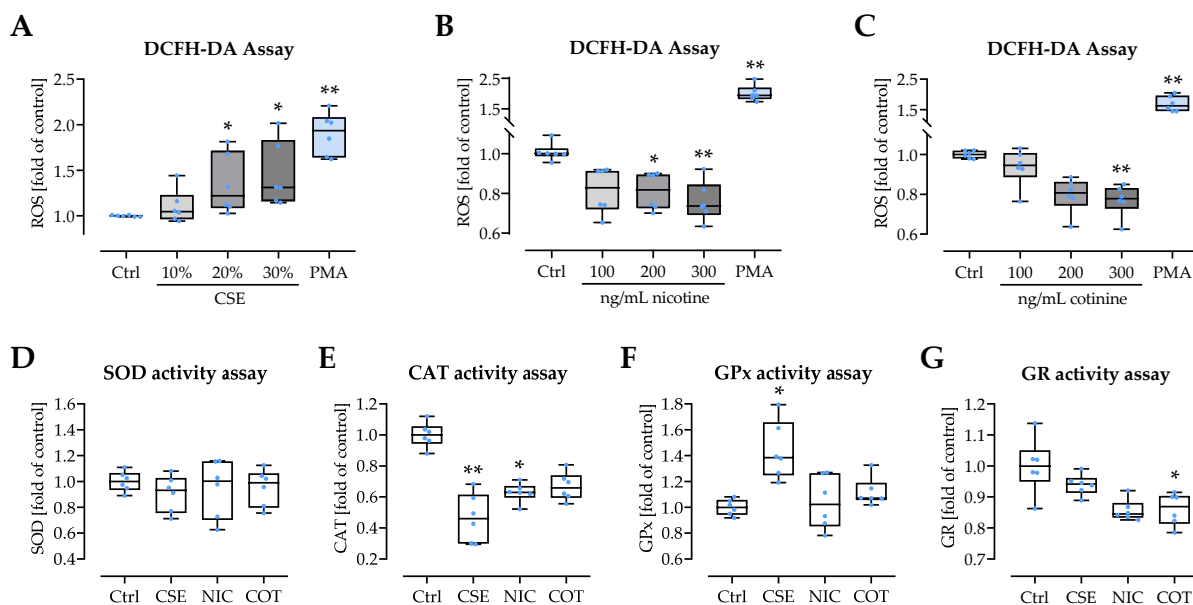 A
DCFH-DA Assay
ROS [fold of control]
2.5
2.0
1.5
1.0
*
*
**
Ctrl 10% 20% 30% PMA
CSE
B
DCFH-DA Assay
ROS [fold of control]
2.5
1.5
1.0
0.8
0.6
*
**
**
Ctrl 100 200 300 PMA
ng/mL nicotine
C
DCFH-DA Assay
ROS [fold of control]
2.5
1.5
1.0
0.8
0.6
**
**
Ctrl 100 200 300 PMA
ng/mL cotinine
D
SOD activity assay
SOD [fold of control]
1.6
1.4
1.2
1.0
0.8
0.6
0.4
Ctrl CSE NIC COT
E
CAT activity assay
CAT [fold of control]
1.2
1.0
0.8
0.6
0.4
0.2
**
*
Ctrl CSE NIC COT
F
GPx activity assay
GPx [fold of control]
1.8
1.6
1.4
1.2
1.0
0.8
0.6
*
Ctrl CSE NIC COT
G
GR activity assay
GR [fold of control]
1.2
1.1
1.0
0.9
0.8
0.7
*
Ctrl CSE NIC COT